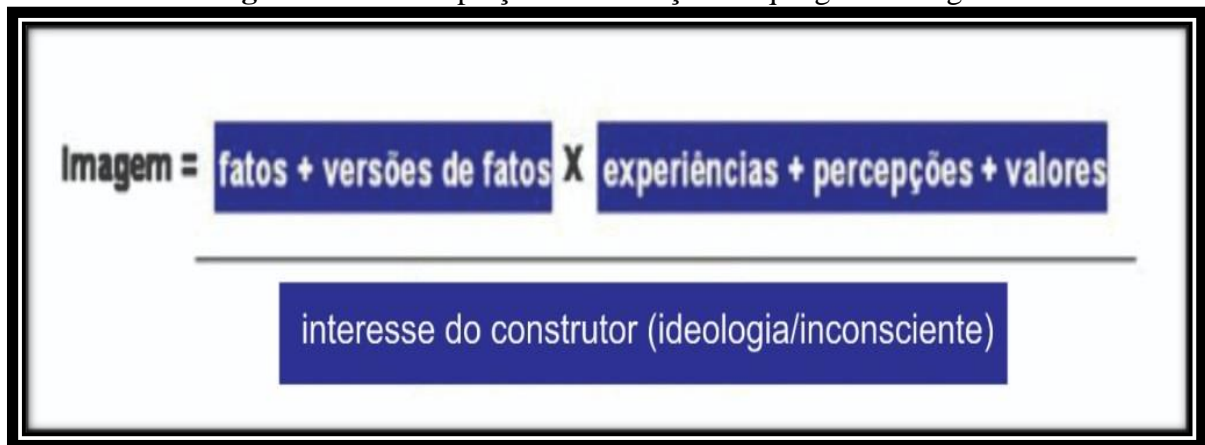 Imagem = fatos + versões de fatos X experiências + percepções + valores
interesse do construtor (ideologia/inconsciente)